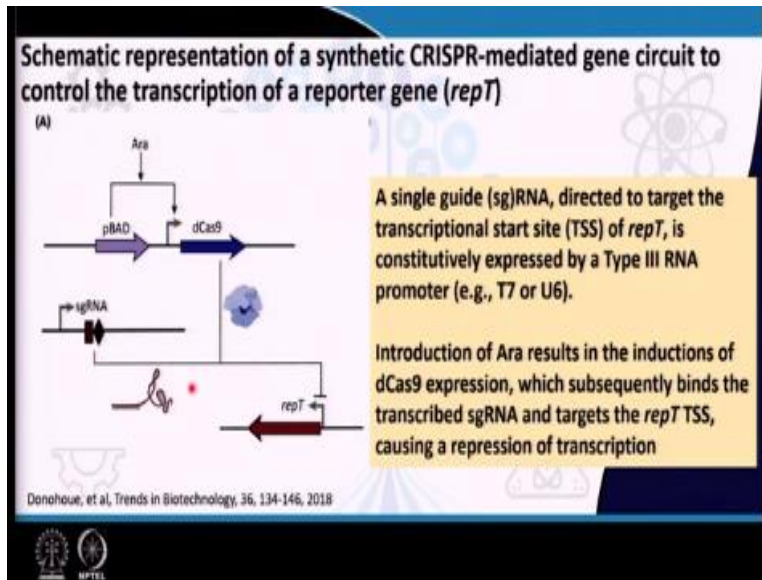 Schematic representation of a synthetic CRISPR-mediated gene circuit to
control the transcription of a reporter gene (repT)
(A)
Ara
pBAD
dCas9
sgRNA
repT
A single guide (sg)RNA, directed to target the
transcriptional start site (TSS) of repT, is
constitutively expressed by a Type III RNA
promoter (e.g., T7 or U6).
Introduction of Ara results in the inductions of
dCas9 expression, which subsequently binds the
transcribed sgRNA and targets the repT TSS,
causing a repression of transcription
Donohoue, et al, Trends in Biotechnology, 36, 134-146, 2018
NPTEL